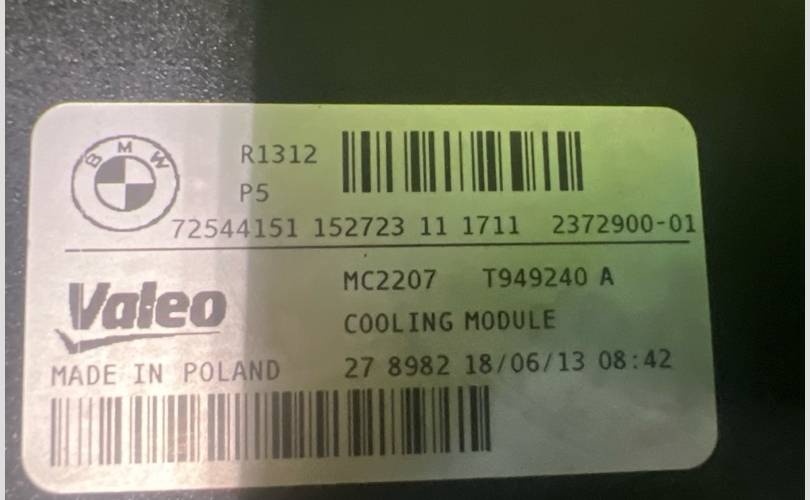 BMW
R1312
P5
72544151 152723 11 1711 2372900-01
Valeo
MC2207 T949240 A
COOLING MODULE
MADE IN POLAND
27 8982 18/06/13 08:42